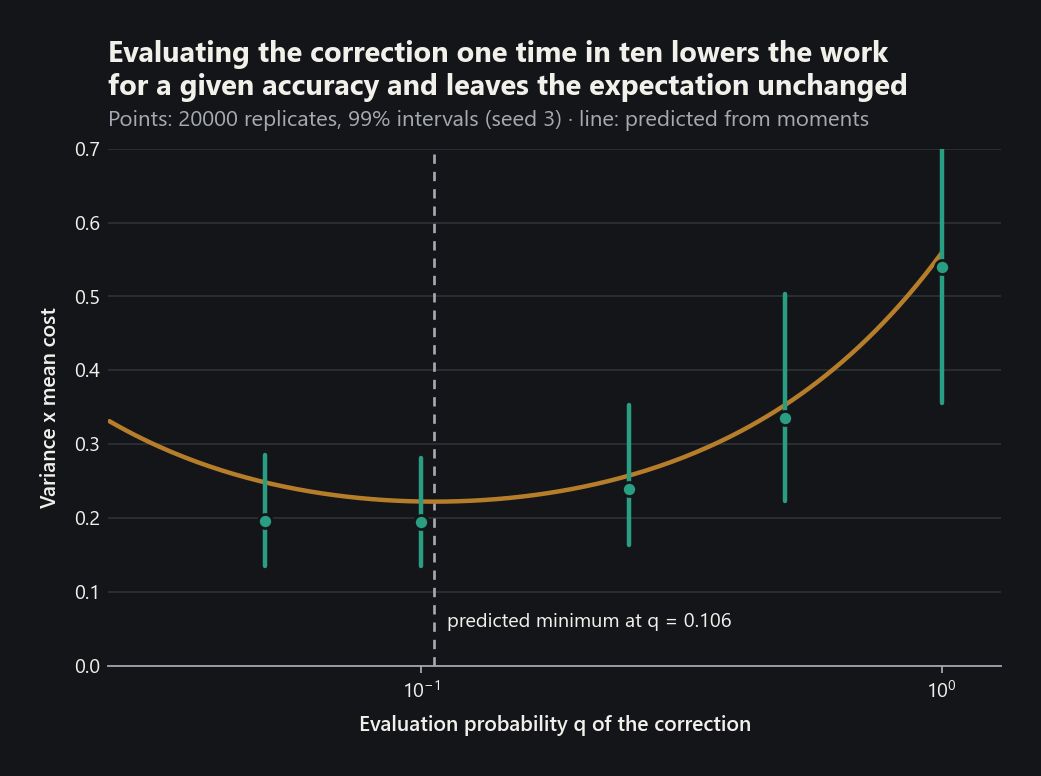 Evaluating the correction one time in ten lowers the work
for a given accuracy and leaves the expectation unchanged
Points: 20000 replicates, 99% intervals (seed 3) · line: predicted from moments
0.7
0.6
0.5
0.4
0.3
0.2
0.1
0.0
Variance x mean cost
predicted minimum at q = 0.106
10⁻¹
10⁰
Evaluation probability q of the correction